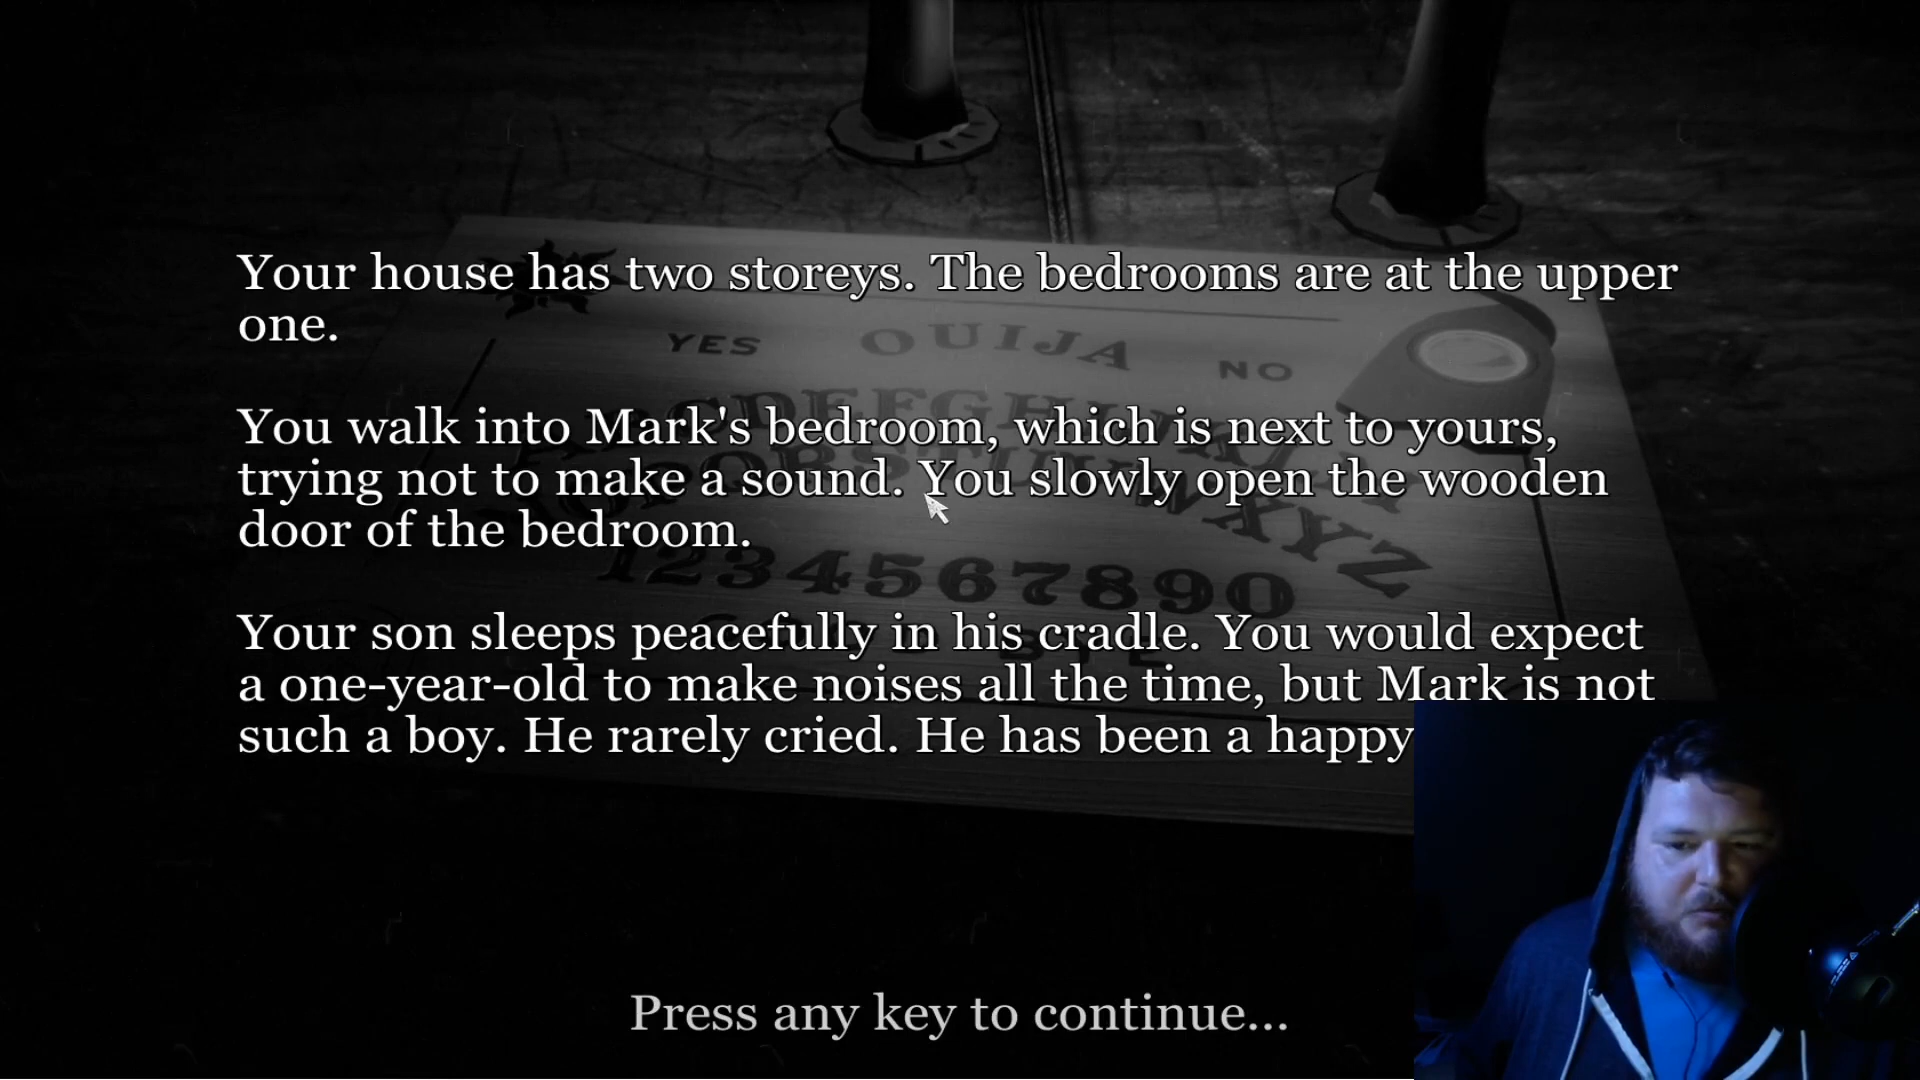 Your house has two storeys. The bedrooms are at the upper
one.
YES OUIJA NO
You walk into Mark's bedroom, which is next to yours,
trying not to make a sound. You slowly open the wooden
door of the bedroom.
1234567890
Your son sleeps peacefully in his cradle. You would expect
a one-year-old to make noises all the time, but Mark is not
such a boy. He rarely cried. He has been a happy
Press any key to continue...